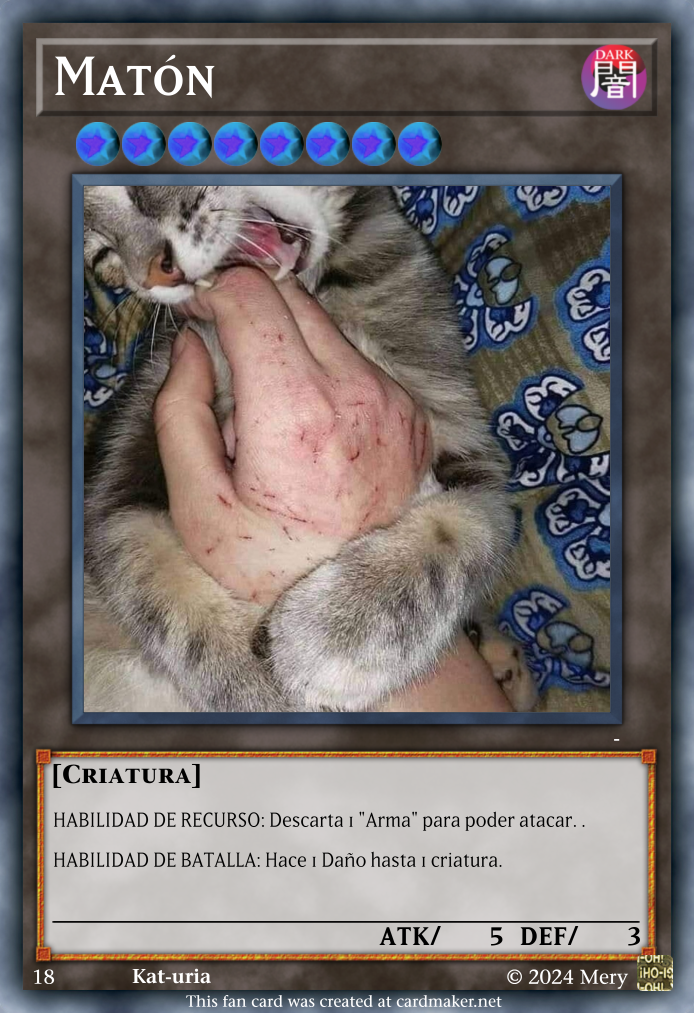 Matón
DARK
闇
[Criatura]
HABILIDAD DE RECURSO: Descarta 1 "Arma" para poder atacar. .
HABILIDAD DE BATALLA: Hace 1 Daño hasta 1 criatura.
ATK/ 5 DEF/ 3
18 Kat-uria © 2024 Mery
This fan card was created at cardmaker.net